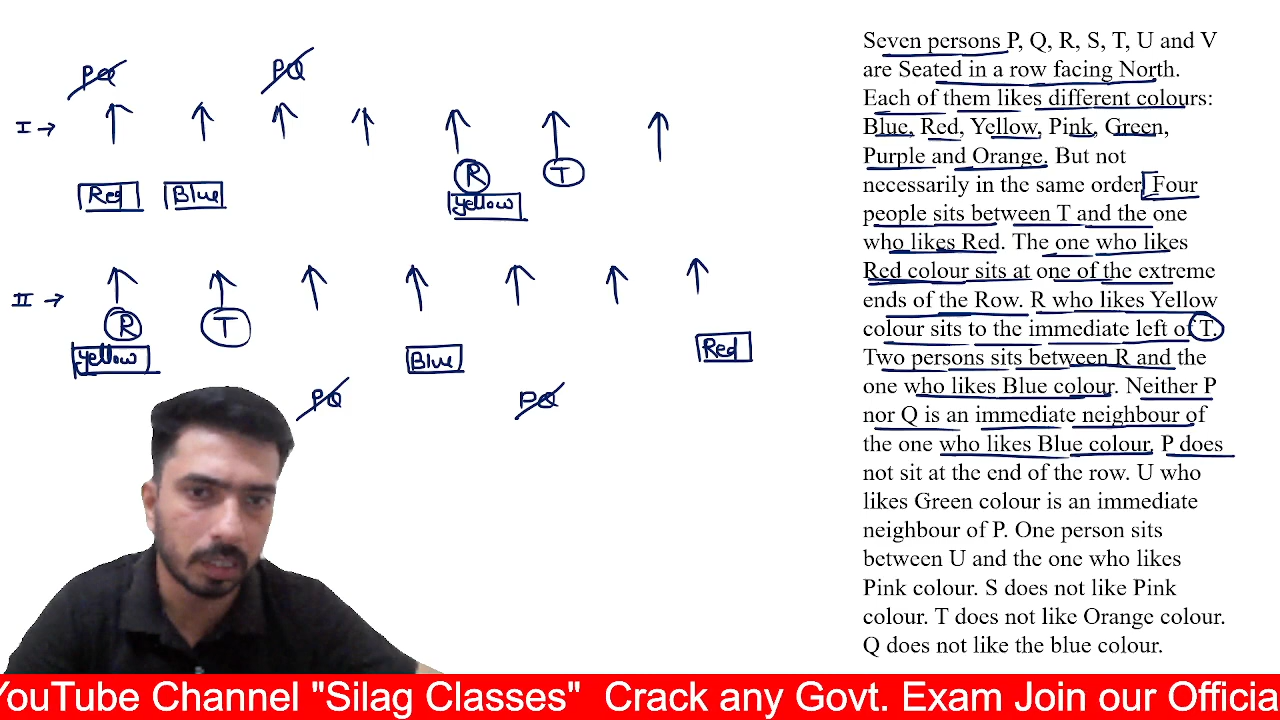 PQ PQ
I →
R T
Red Blue Yellow
II →
R T
Yellow Blue Red
PQ PQ
Seven persons P, Q, R, S, T, U and V
are Seated in a row facing North.
Each of them likes different colours:
Blue, Red, Yellow, Pink, Green,
Purple and Orange. But not
necessarily in the same order. Four
people sits between T and the one
who likes Red. The one who likes
Red colour sits at one of the extreme
ends of the Row. R who likes Yellow
colour sits to the immediate left of T.
Two persons sits between R and the
one who likes Blue colour. Neither P
nor Q is an immediate neighbour of
the one who likes Blue colour. P does
not sit at the end of the row. U who
likes Green colour is an immediate
neighbour of P. One person sits
between U and the one who likes
Pink colour. S does not like Pink
colour. T does not like Orange colour.
Q does not like the blue colour.
YouTube Channel "Silag Classes" Crack any Govt. Exam Join our Officia